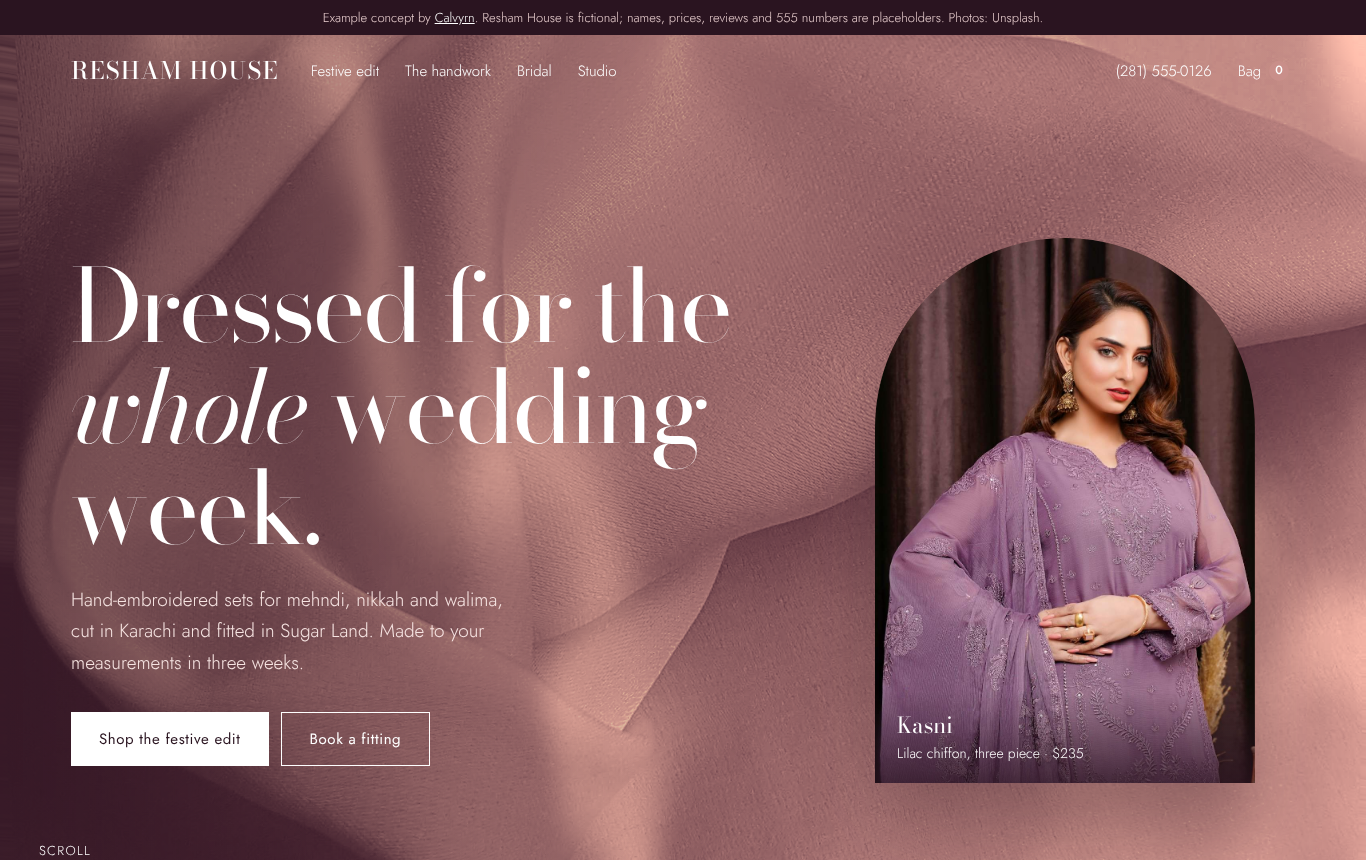 Example concept by Calvyrn. Resham House is fictional; names, prices, reviews and 555 numbers are placeholders. Photos: Unsplash.
RESHAM HOUSE Festive edit The handwork Bridal Studio (281) 555-0126 Bag 0
Dressed for the
whole wedding
week.
Hand-embroidered sets for mehndi, nikkah and walima,
cut in Karachi and fitted in Sugar Land. Made to your
measurements in three weeks.
Shop the festive edit Book a fitting
Kasni
Lilac chiffon, three piece · $235
SCROLL